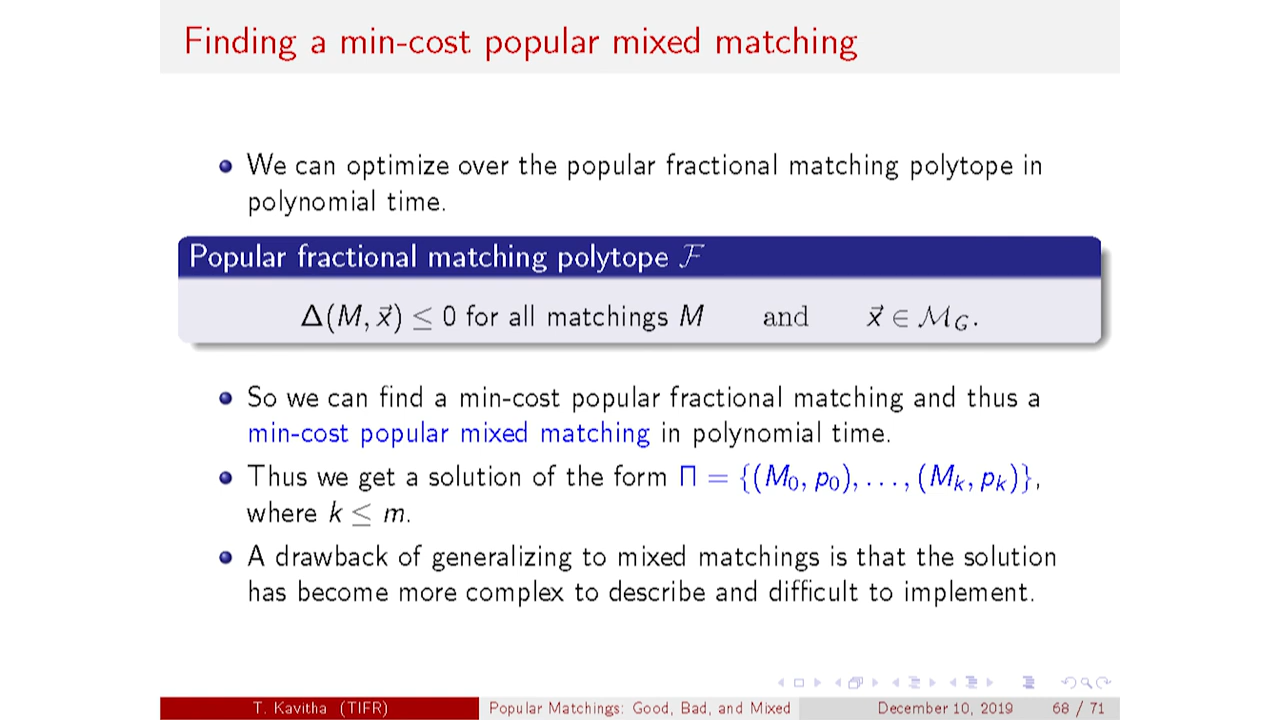 Finding a min-cost popular mixed matching
We can optimize over the popular fractional matching polytope in
polynomial time.
Popular fractional matching polytope ℱ
Δ(M, x⃗) ≤ 0 for all matchings M and x⃗ ∈ ℳ_G.
So we can find a min-cost popular fractional matching and thus a
min-cost popular mixed matching in polynomial time.
Thus we get a solution of the form Π = {(M₀, p₀), . . . , (Mₖ, pₖ)},
where k ≤ m.
A drawback of generalizing to mixed matchings is that the solution
has become more complex to describe and difficult to implement.
T. Kavitha (TIFR) Popular Matchings: Good, Bad, and Mixed December 10, 2019 68 / 71